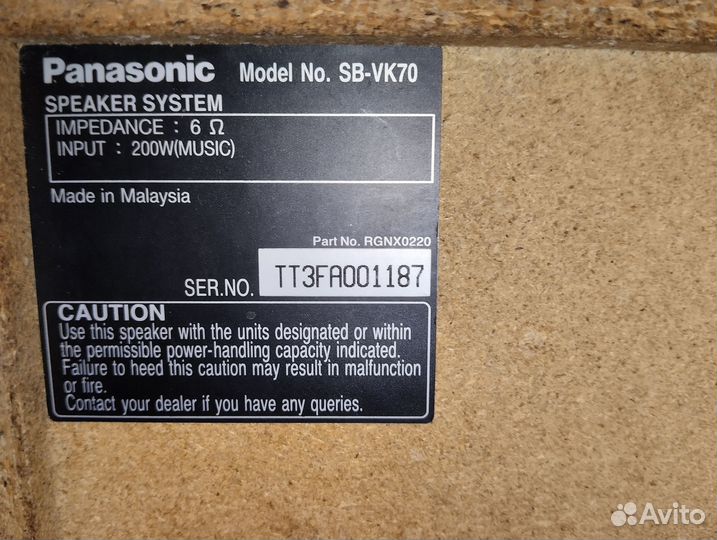 Panasonic Model No. SB-VK70
SPEAKER SYSTEM
IMPEDANCE : 6 Ω
INPUT : 200W(MUSIC)
Made in Malaysia
Part No. RGNX0220
SER.NO. TT3FA001187
CAUTION
Use this speaker with the units designated or within
the permissible power-handling capacity indicated.
Failure to heed this caution may result in malfunction
or fire.
Contact your dealer if you have any queries.
Avito